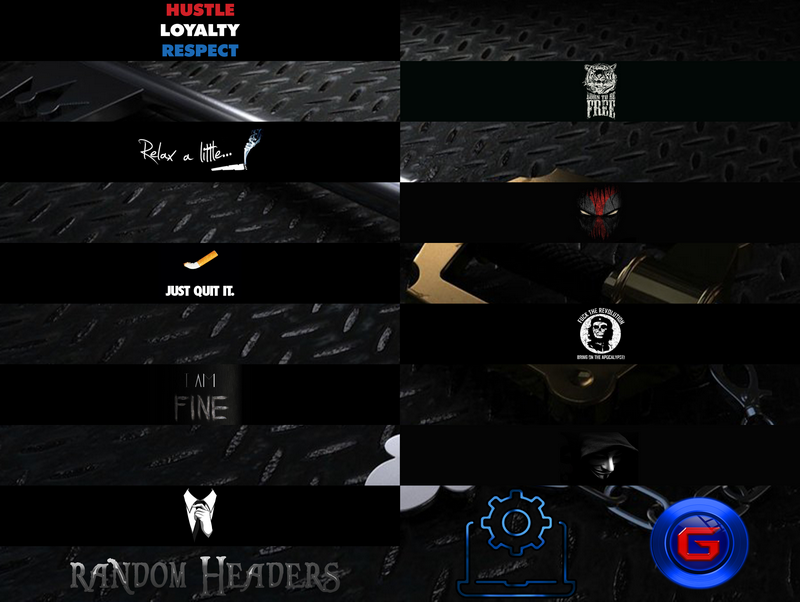 HUSTLE
LOYALTY
RESPECT
Relax a little...
JUST QUIT IT.
I AM
FINE
RANDOM HEADERS
BORN TO BE
FREE
FUCK THE REVOLUTION
BRING ON THE APOCALYPSE!
G